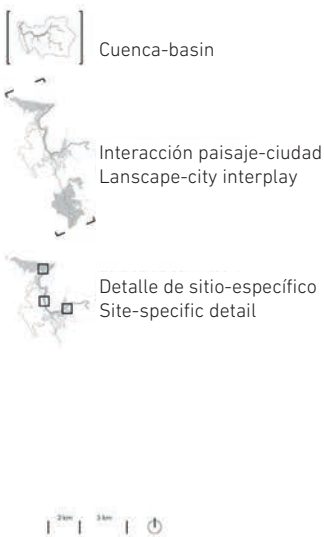 Cuenca-basin
Interacción paisaje-ciudad
Lanscape-city interplay
Detalle de sitio-específico
Site-specific detail